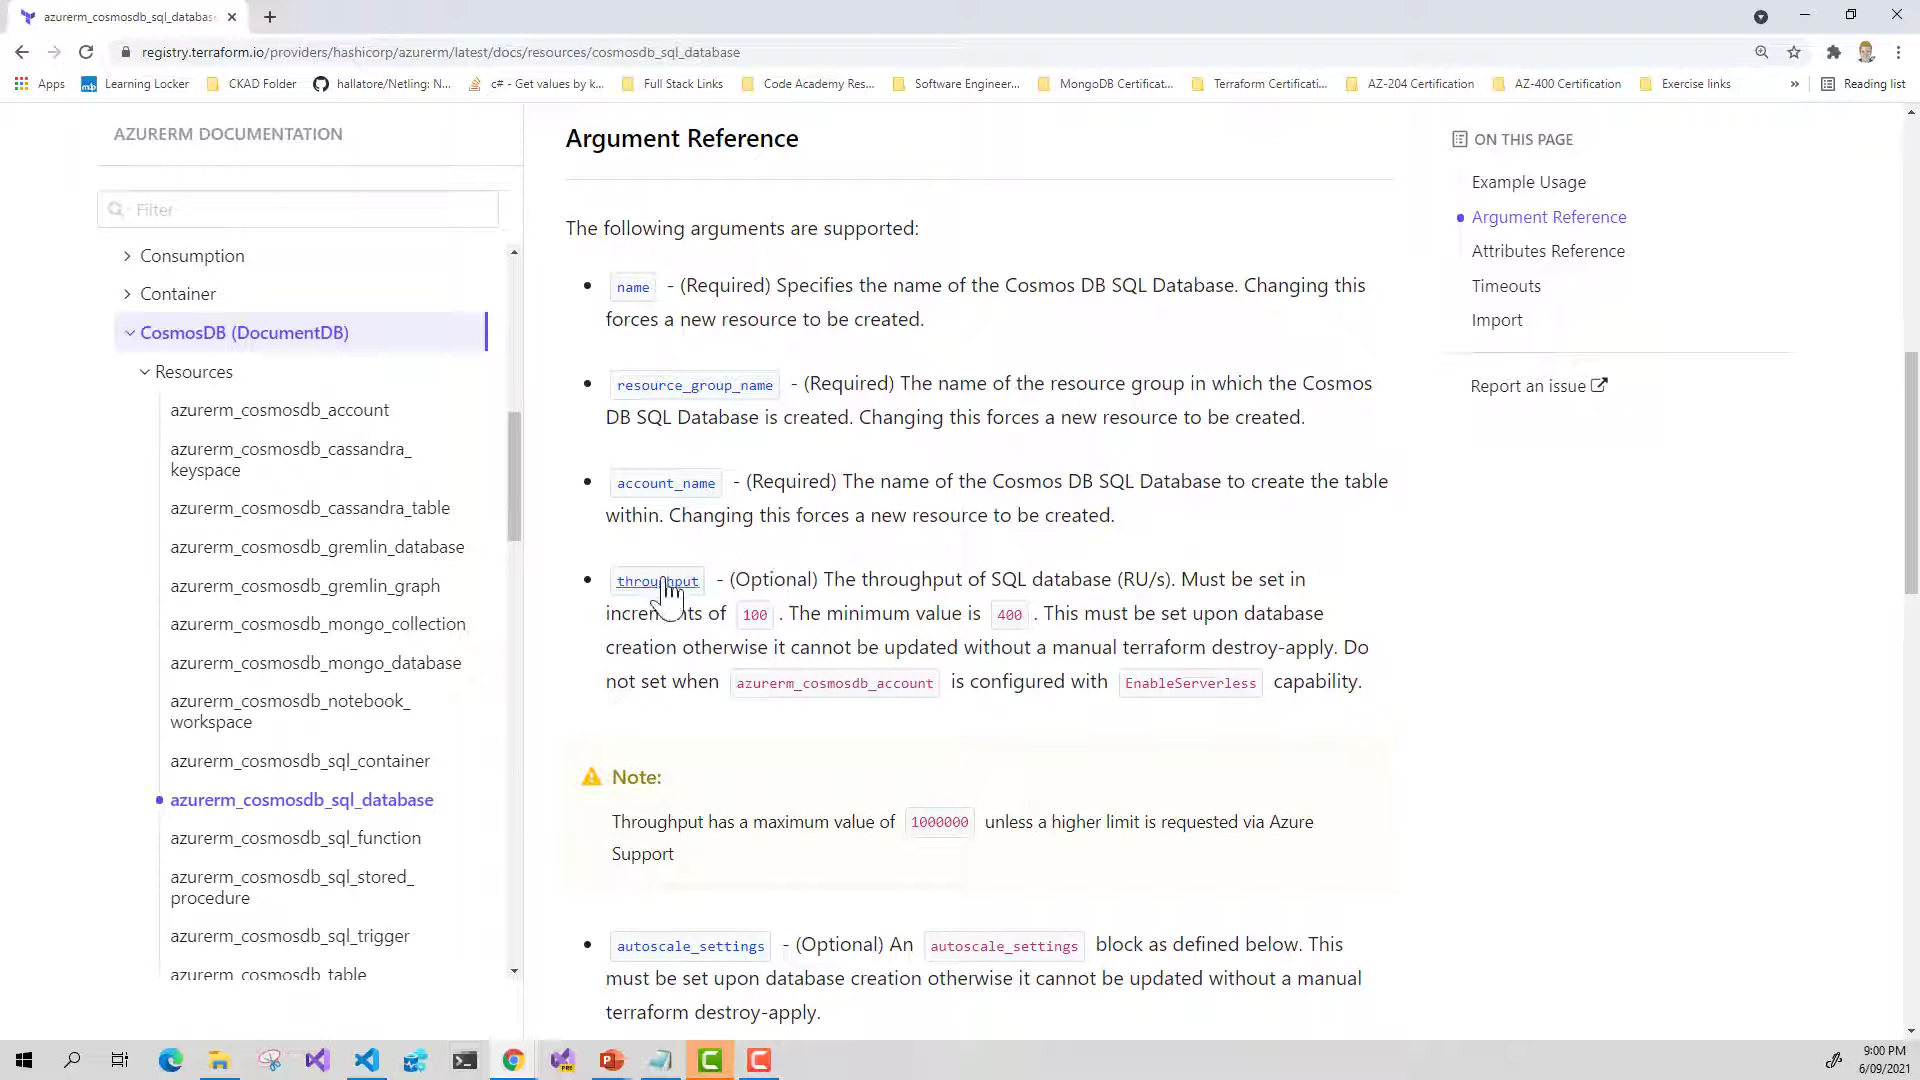 azurerm_cosmosdb_sql_databas
registry.terraform.io/providers/hashicorp/azurerm/latest/docs/resources/cosmosdb_sql_database
Apps Learning Locker CKAD Folder hallatore/Netling: N... c# - Get values by k... Full Stack Links Code Academy Res... Software Engineer... MongoDB Certificat... Terraform Certificati... AZ-204 Certification AZ-400 Certification Exercise links » Reading list
AZURERM DOCUMENTATION
Filter
Consumption
Container
CosmosDB (DocumentDB)
Resources
azurerm_cosmosdb_account
azurerm_cosmosdb_cassandra_
keyspace
azurerm_cosmosdb_cassandra_table
azurerm_cosmosdb_gremlin_database
azurerm_cosmosdb_gremlin_graph
azurerm_cosmosdb_mongo_collection
azurerm_cosmosdb_mongo_database
azurerm_cosmosdb_notebook_
workspace
azurerm_cosmosdb_sql_container
azurerm_cosmosdb_sql_database
azurerm_cosmosdb_sql_function
azurerm_cosmosdb_sql_stored_
procedure
azurerm_cosmosdb_sql_trigger
azurerm_cosmosdb_table
Argument Reference
The following arguments are supported:
• name - (Required) Specifies the name of the Cosmos DB SQL Database. Changing this
forces a new resource to be created.
• resource_group_name - (Required) The name of the resource group in which the Cosmos
DB SQL Database is created. Changing this forces a new resource to be created.
• account_name - (Required) The name of the Cosmos DB SQL Database to create the table
within. Changing this forces a new resource to be created.
• throughput - (Optional) The throughput of SQL database (RU/s). Must be set in
increments of 100 . The minimum value is 400 . This must be set upon database
creation otherwise it cannot be updated without a manual terraform destroy-apply. Do
not set when azurerm_cosmosdb_account is configured with EnableServerless capability.
Note:
Throughput has a maximum value of 1000000 unless a higher limit is requested via Azure
Support
• autoscale_settings - (Optional) An autoscale_settings block as defined below. This
must be set upon database creation otherwise it cannot be updated without a manual
terraform destroy-apply.
ON THIS PAGE
Example Usage
Argument Reference
Attributes Reference
Timeouts
Import
Report an issue
9:00 PM
6/09/2021